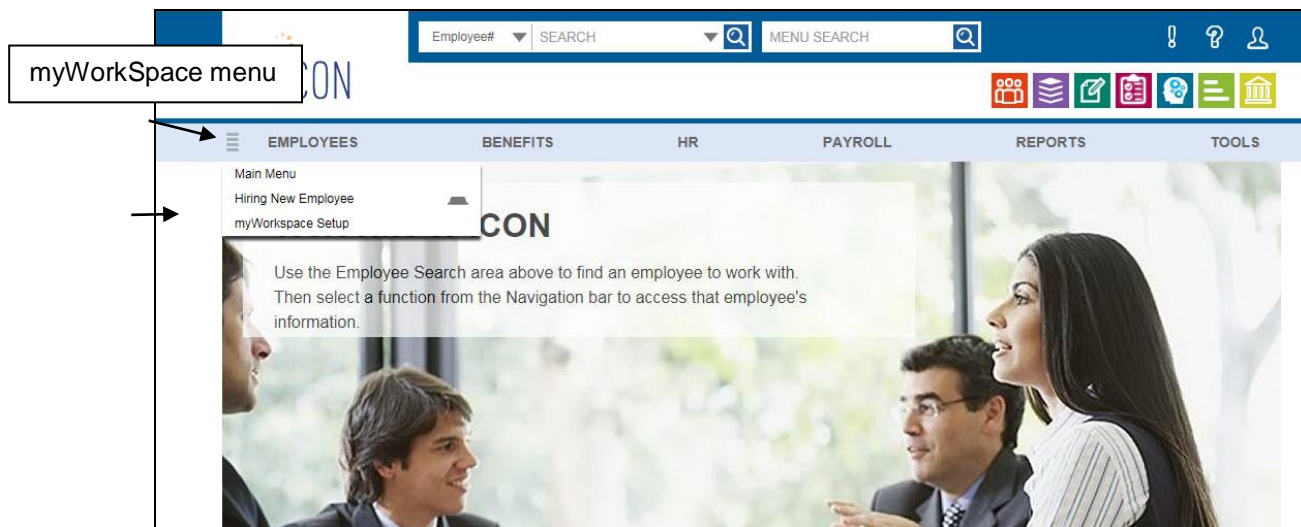 Employee# SEARCH MENU SEARCH
myWorkSpace menu
CON
EMPLOYEES BENEFITS HR PAYROLL REPORTS TOOLS
Main Menu
Hiring New Employee
myWorkspace Setup
CON
Use the Employee Search area above to find an employee to work with.
Then select a function from the Navigation bar to access that employee's
information.